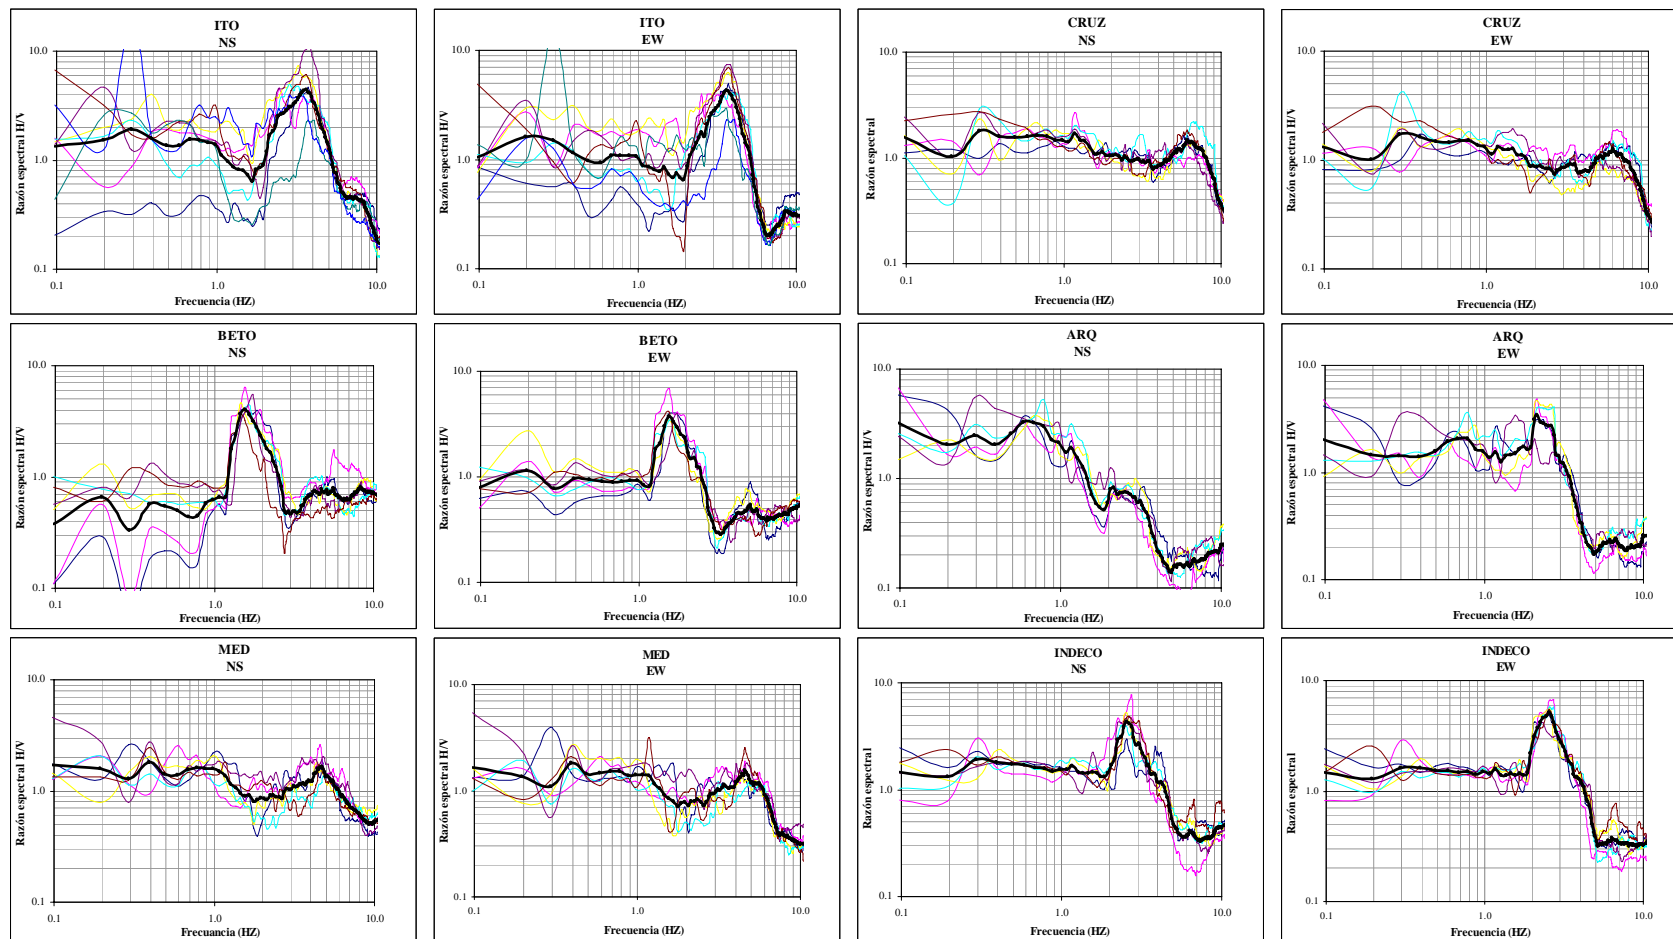 ITO
NS
10.0
1.0
0.1
0.1
1.0
10.0
Razón espectral H/V
Frecuencia (HZ)
ITO
EW
10.0
1.0
0.1
0.1
1.0
10.0
Razón espectral H/V
Frecuencia (HZ)
CRUZ
NS
10.0
1.0
0.1
0.1
1.0
10.0
Razón espectral
Frecuencia (HZ)
CRUZ
EW
10.0
1.0
0.1
0.1
1.0
10.0
Razón espectral H/V
Frecuencia (HZ)
BETO
NS
10.0
1.0
0.1
0.1
1.0
10.0
Razón espectral H/V
Frecuencia (HZ)
BETO
EW
10.0
1.0
0.1
0.1
1.0
10.0
Razón espectral H/V
Frecuencia (HZ)
ARQ
NS
10.0
1.0
0.1
0.1
1.0
10.0
Razón espectral
Frecuencia (HZ)
ARQ
EW
10.0
1.0
0.1
0.1
1.0
10.0
Razón espectral H/V
Frecuencia (HZ)
MED
NS
10.0
1.0
0.1
0.1
1.0
10.0
Razón espectral H/V
Frecuancia (HZ)
MED
EW
10.0
1.0
0.1
0.1
1.0
10.0
Razón espectral H/V
Frecuencia (HZ)
INDECO
NS
10.0
1.0
0.1
0.1
1.0
10.0
Razón espectral
Frecuencia (HZ)
INDECO
EW
10.0
1.0
0.1
0.1
1.0
10.0
Razón espectral
Frecuencia (HZ)